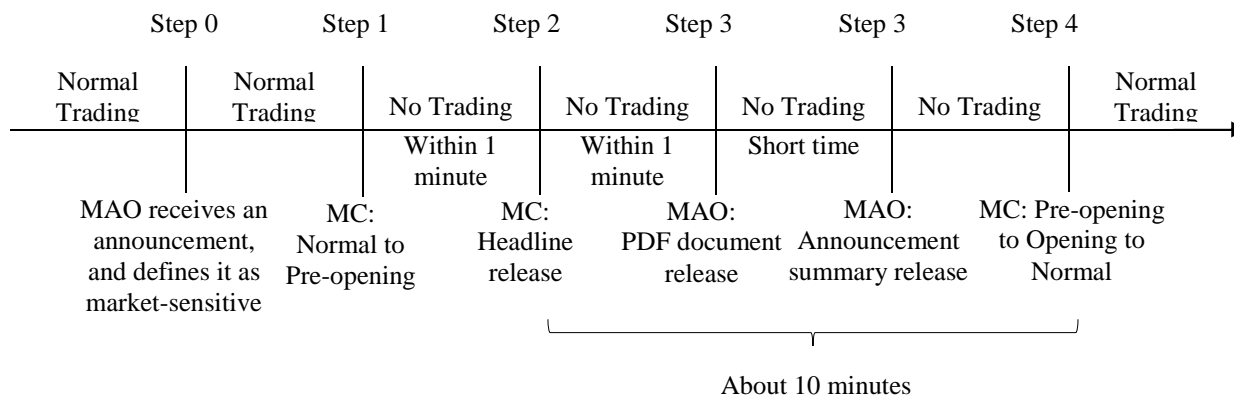 Step 0 Step 1 Step 2 Step 3 Step 3 Step 4
Normal Trading
Normal Trading
No Trading
No Trading
No Trading
No Trading
Normal Trading
Within 1
minute
Within 1
minute
Short time
MAO receives an
announcement,
and defines it as
market-sensitive
MC:
Normal to
Pre-opening
MC:
Headline
release
MAO:
PDF document
release
MAO:
Announcement
summary release
MC: Pre-opening
to Opening to
Normal
About 10 minutes